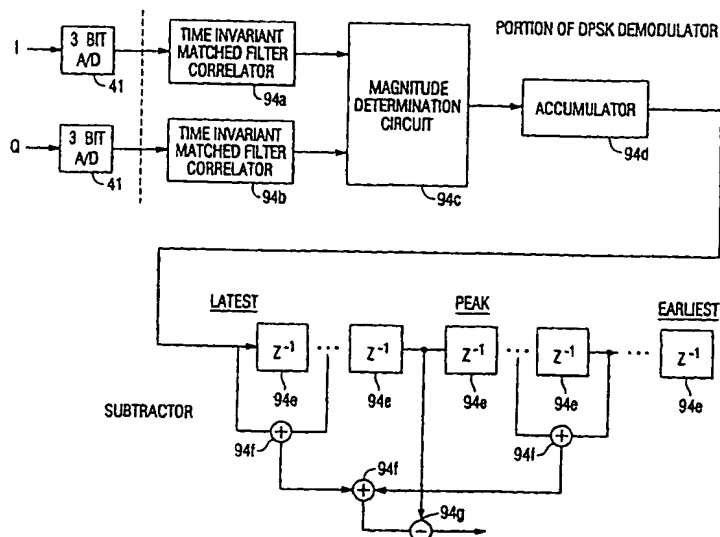 PORTION OF DPSK DEMODULATOR
I
3 BIT
A/D
41
TIME INVARIANT
MATCHED FILTER
CORRELATOR
94a
Q
3 BIT
A/D
41
TIME INVARIANT
MATCHED FILTER
CORRELATOR
94b
MAGNITUDE
DETERMINATION
CIRCUIT
94c
ACCUMULATOR
94d
LATEST
PEAK
EARLIEST
Z⁻¹ ... Z⁻¹ Z⁻¹ ... Z⁻¹ ... Z⁻¹
94e 94e 94e 94e 94e
SUBTRACTOR
+ +
94f 94f
94f
+
94g
−